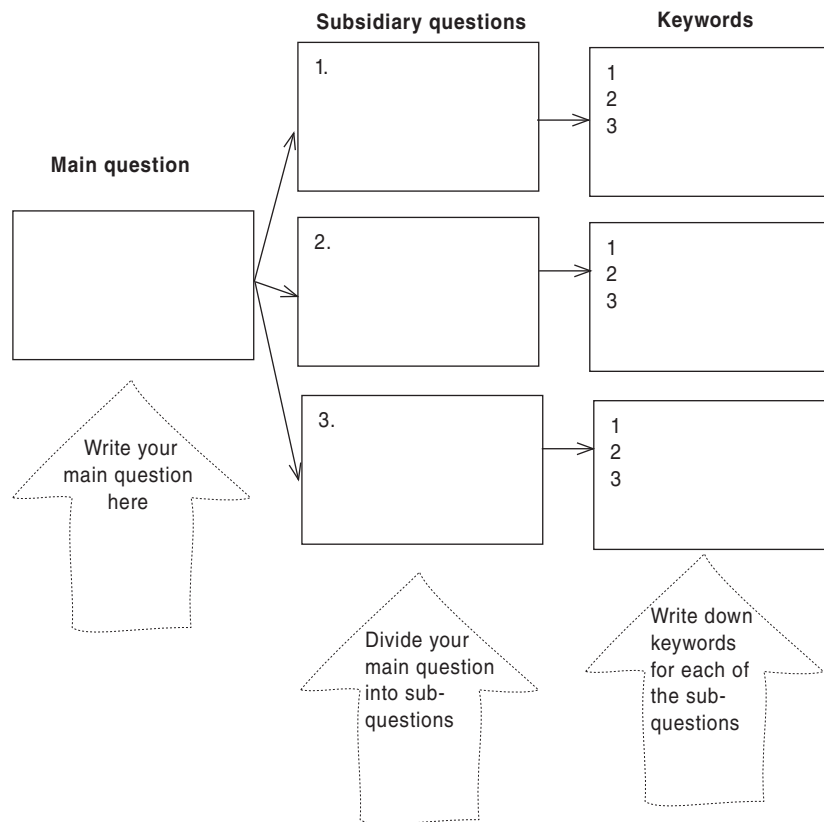 Subsidiary questions
Keywords
Main question
1.
1
2
3
2.
1
2
3
3.
1
2
3
Write your
main question
here
Divide your
main question
into sub-
questions
Write down
keywords
for each of
the sub-
questions